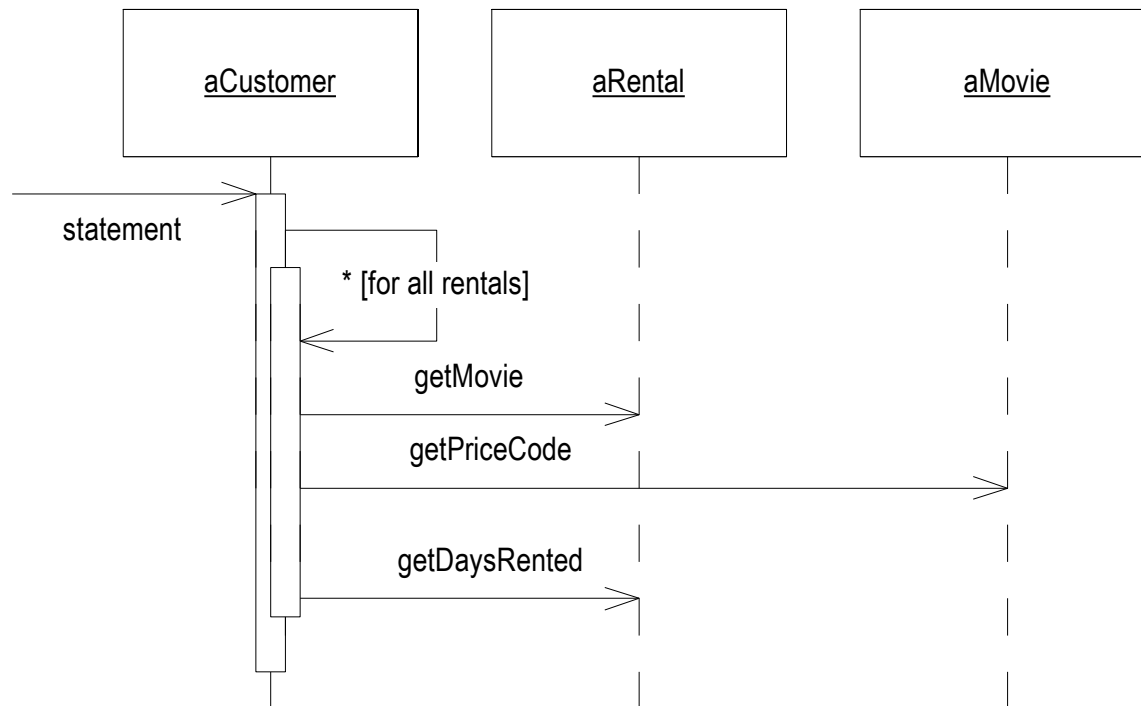 aCustomer
aRental
aMovie
statement
* [for all rentals]
getMovie
getPriceCode
getDaysRented